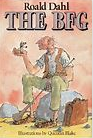 Roald Dahl
THE BFG
Illustrations by Quentin Blake